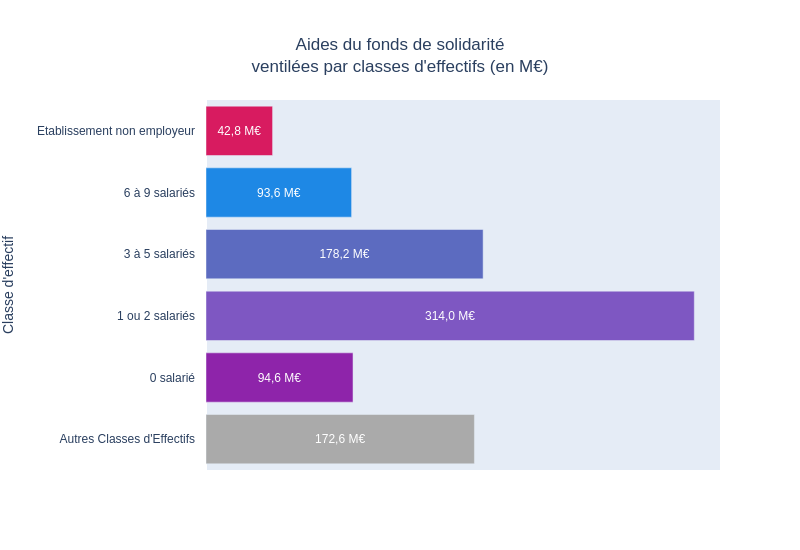 Aides du fonds de solidarité
ventilées par classes d'effectifs (en M€)
Classe d'effectif
Etablissement non employeur
42,8 M€
6 à 9 salariés
93,6 M€
3 à 5 salariés
178,2 M€
1 ou 2 salariés
314,0 M€
0 salarié
94,6 M€
Autres Classes d'Effectifs
172,6 M€